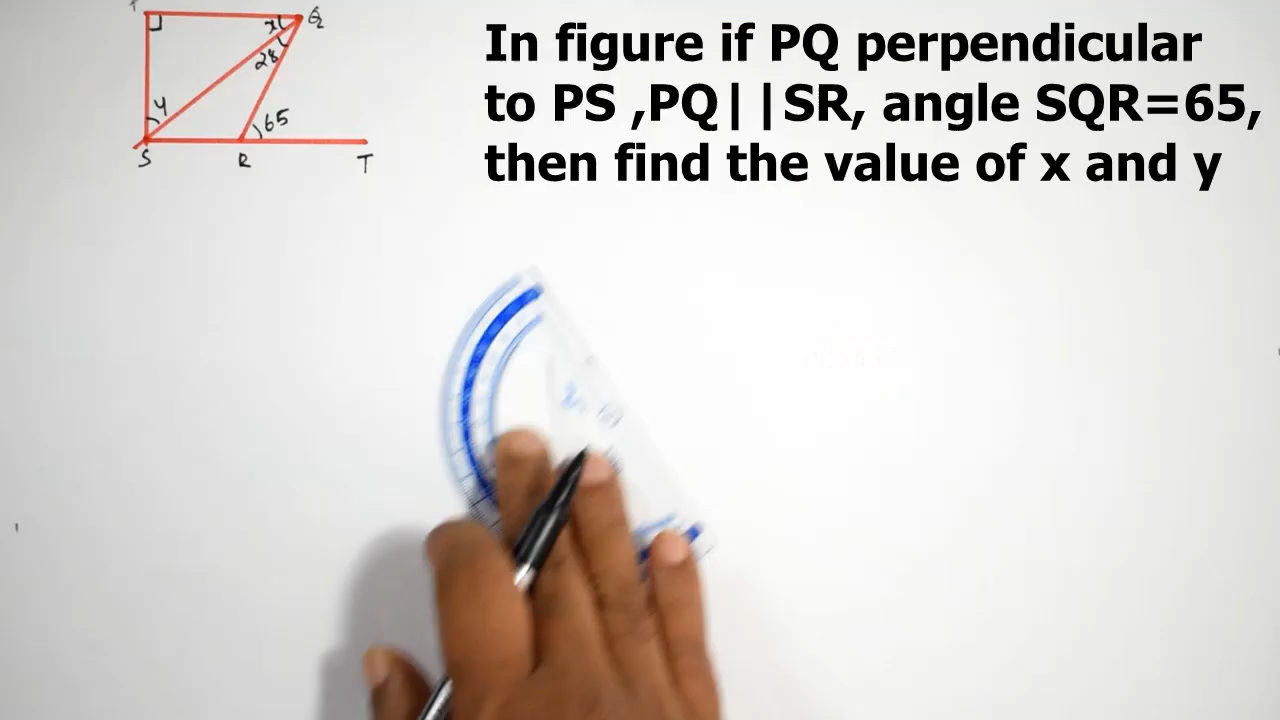 In figure if PQ perpendicular
to PS ,PQ||SR, angle SQR=65,
then find the value of x and y
x Q
28
y 65
S R T